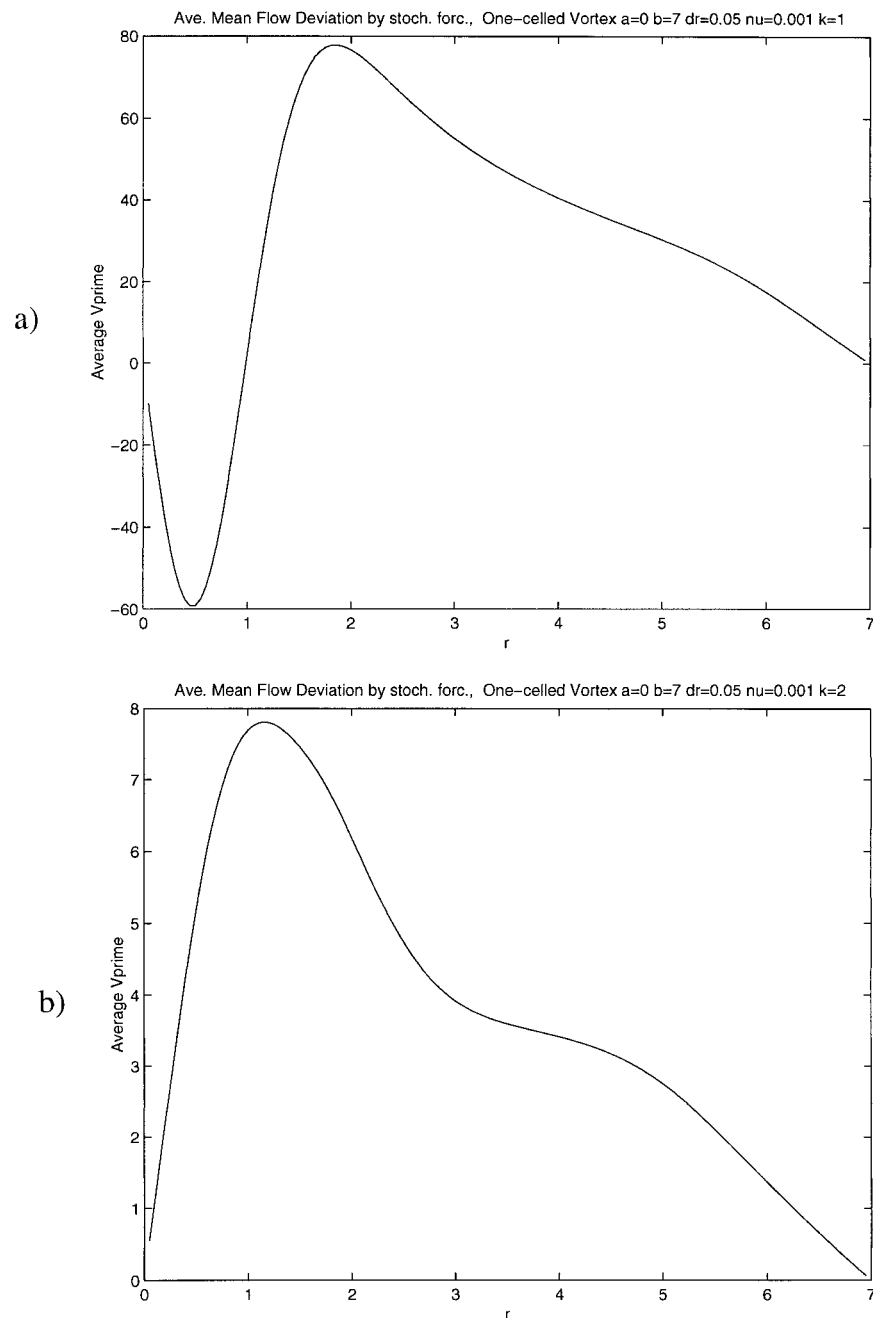 Ave. Mean Flow Deviation by stoch. forc., One-celled Vortex a=0 b=7 dr=0.05 nu=0.001 k=1
80
60
40
20
0
-20
-40
-60
Average Vprime
a)
0 1 2 3 4 5 6 7
r
Ave. Mean Flow Deviation by stoch. forc., One-celled Vortex a=0 b=7 dr=0.05 nu=0.001 k=2
8
7
6
5
4
3
2
1
0
Average Vprime
b)
0 1 2 3 4 5 6 7
r